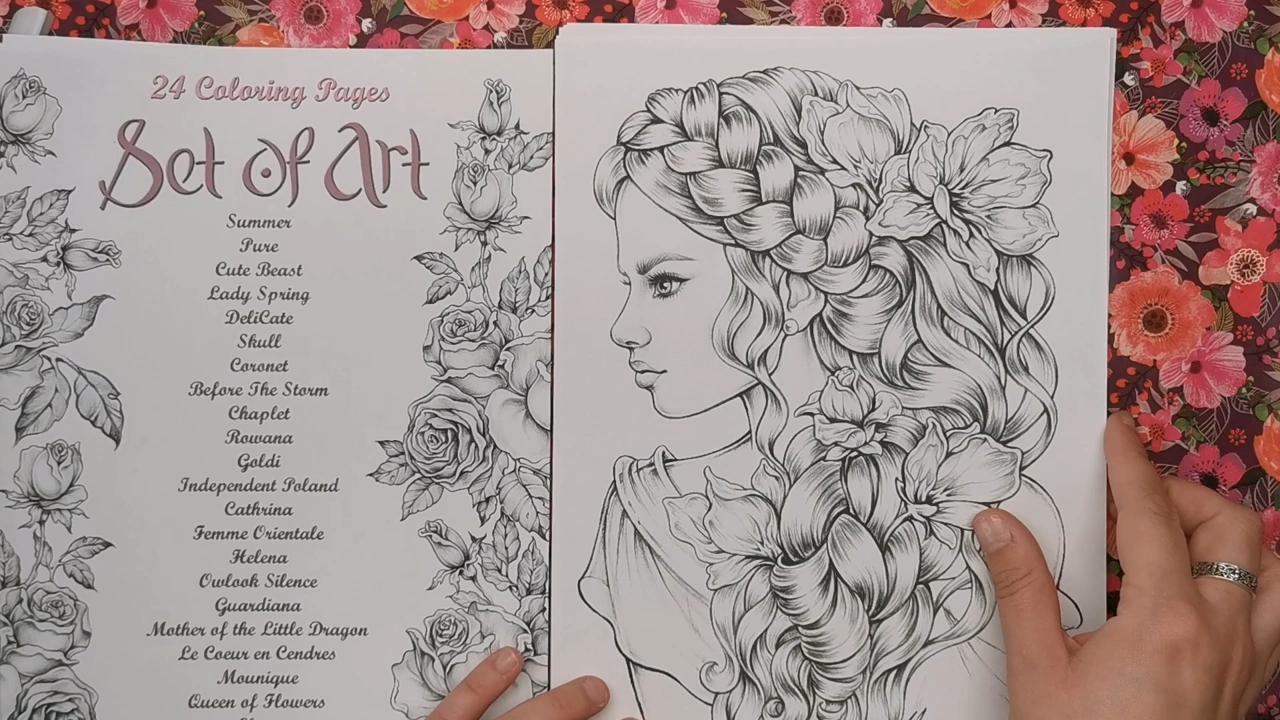 24 Coloring Pages
Set of Art
Summer
Pure
Cute Beast
Lady Spring
DeliCate
Skull
Coronet
Before The Storm
Chaplet
Rowana
Goldi
Independent Poland
Cathrina
Femme Orientale
Helena
Owlook Silence
Guardiana
Mother of the Little Dragon
Le Coeur en Cendres
Mounique
Queen of Flowers